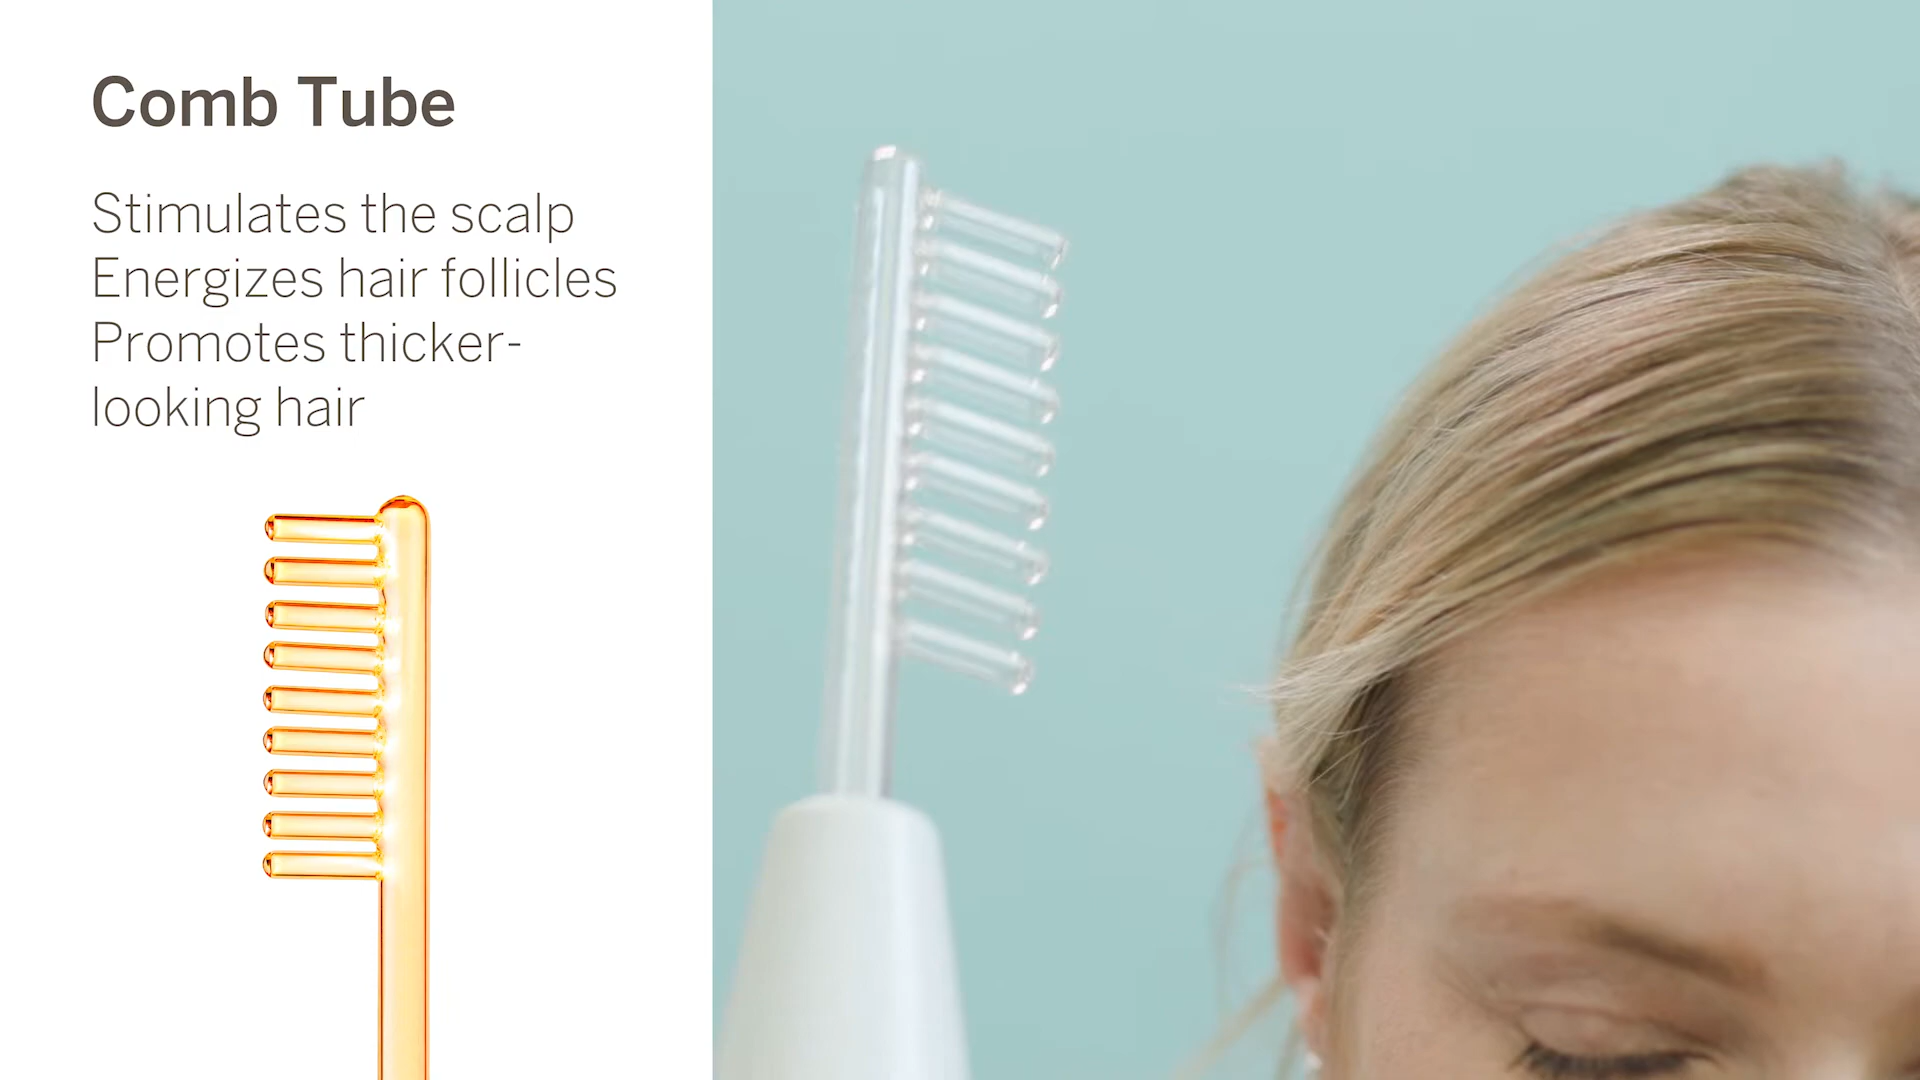 Comb Tube
Stimulates the scalp
Energizes hair follicles
Promotes thicker-
looking hair